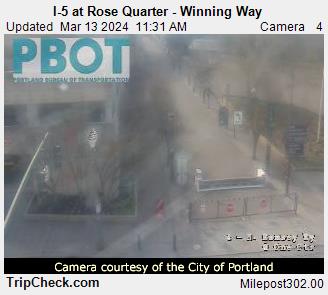 I-5 at Rose Quarter - Winning Way
Updated Mar 13 2024 11:31 AM Camera 4
PBOT
PORTLAND BUREAU OF TRANSPORTATION
Camera courtesy of the City of Portland
TripCheck.com Milepost302.00